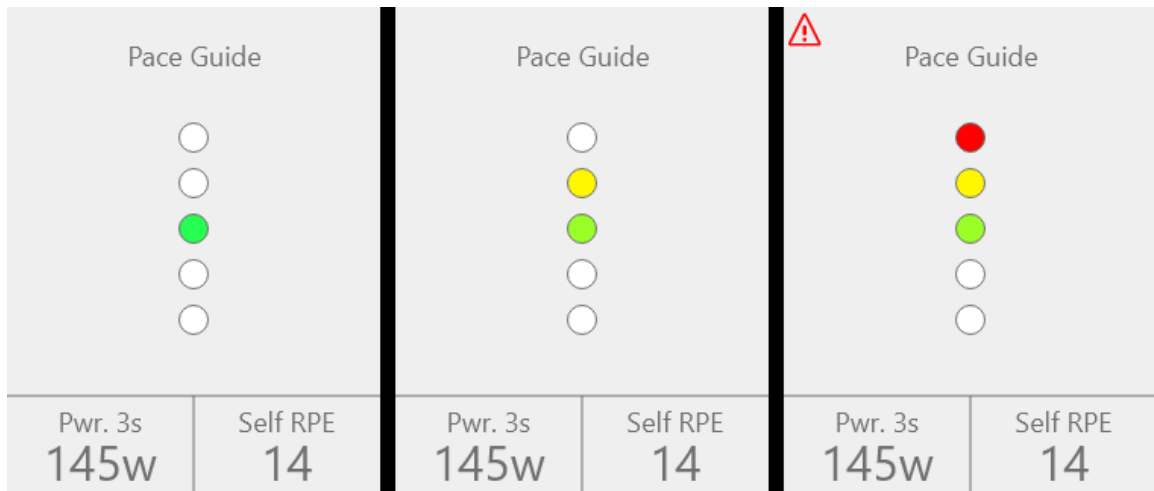 Pace Guide
Pwr. 3s
145w
Self RPE
14
Pace Guide
Pwr. 3s
145w
Self RPE
14
!
Pace Guide
Pwr. 3s
145w
Self RPE
14